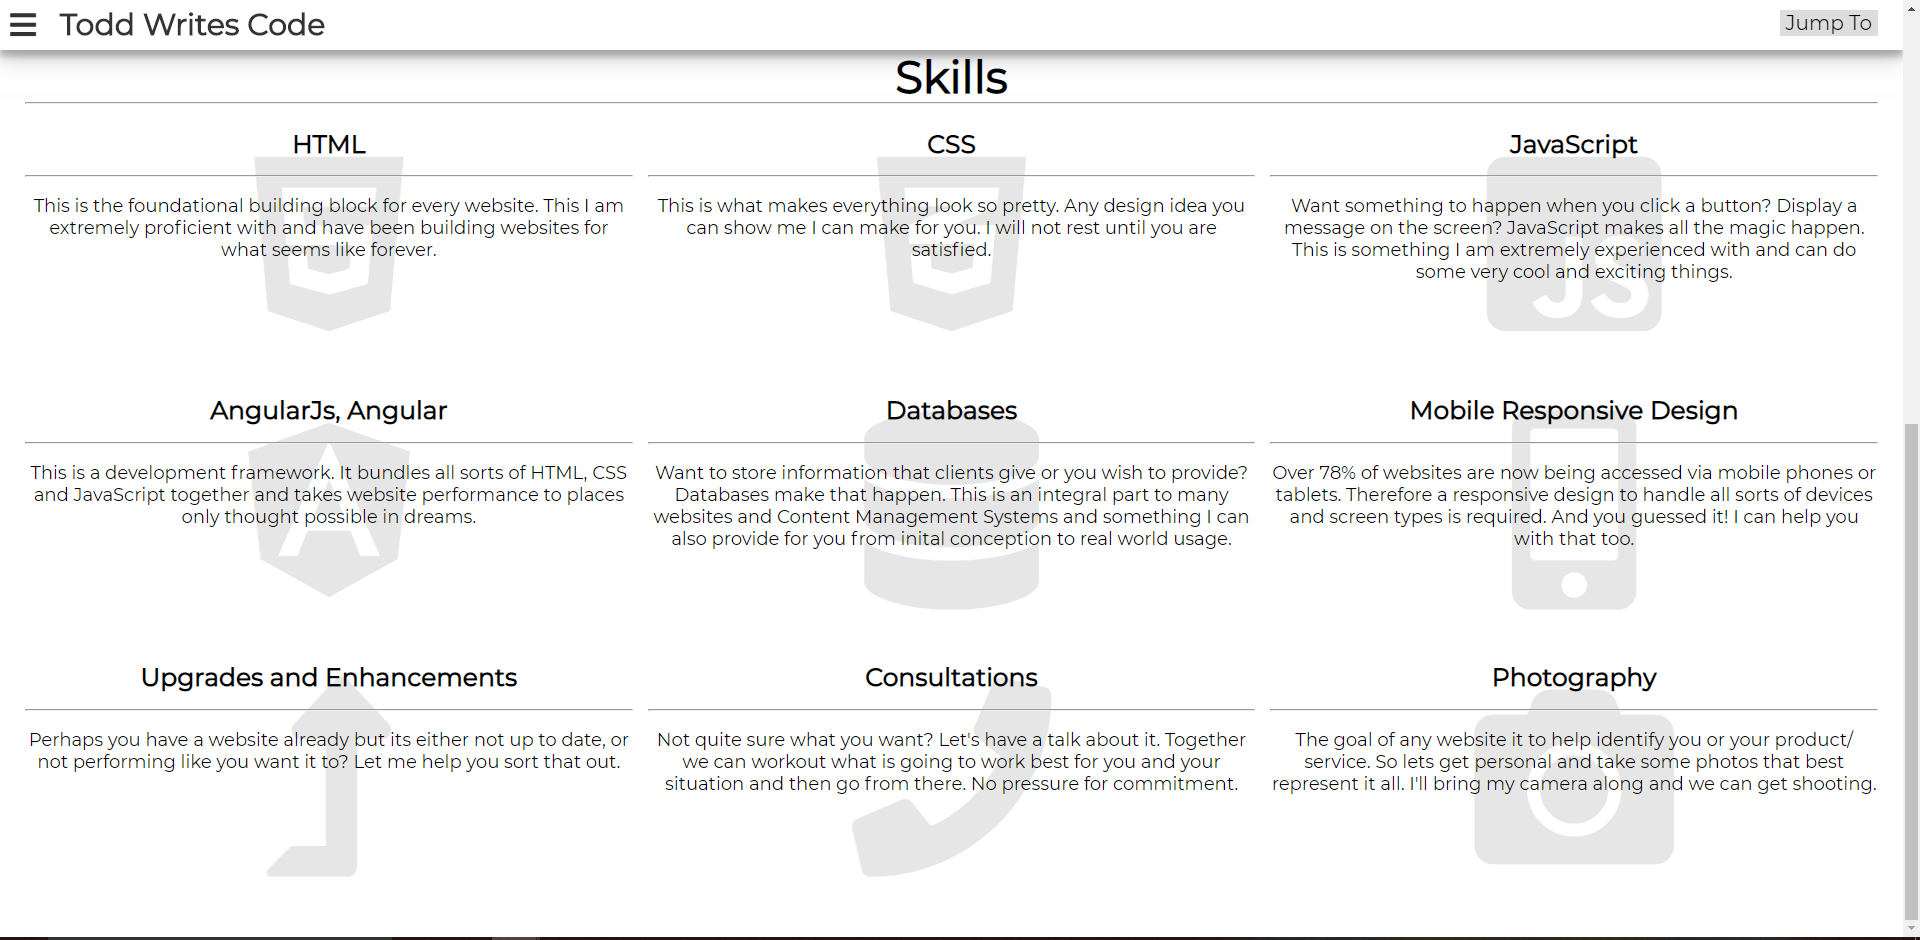 Todd Writes Code
Jump To
Skills
HTML
This is the foundational building block for every website. This I am
extremely proficient with and have been building websites for
what seems like forever.
CSS
This is what makes everything look so pretty. Any design idea you
can show me I can make for you. I will not rest until you are
satisfied.
JavaScript
Want something to happen when you click a button? Display a
message on the screen? JavaScript makes all the magic happen.
This is something I am extremely experienced with and can do
some very cool and exciting things.
JS
AngularJs, Angular
This is a development framework. It bundles all sorts of HTML, CSS
and JavaScript together and takes website performance to places
only thought possible in dreams.
A
Databases
Want to store information that clients give or you wish to provide?
Databases make that happen. This is an integral part to many
websites and Content Management Systems and something I can
also provide for you from inital conception to real world usage.
Mobile Responsive Design
Over 78% of websites are now being accessed via mobile phones or
tablets. Therefore a responsive design to handle all sorts of devices
and screen types is required. And you guessed it! I can help you
with that too.
Upgrades and Enhancements
Perhaps you have a website already but its either not up to date, or
not performing like you want it to? Let me help you sort that out.
Consultations
Not quite sure what you want? Let's have a talk about it. Together
we can workout what is going to work best for you and your
situation and then go from there. No pressure for commitment.
Photography
The goal of any website it to help identify you or your product/
service. So lets get personal and take some photos that best
represent it all. I'll bring my camera along and we can get shooting.